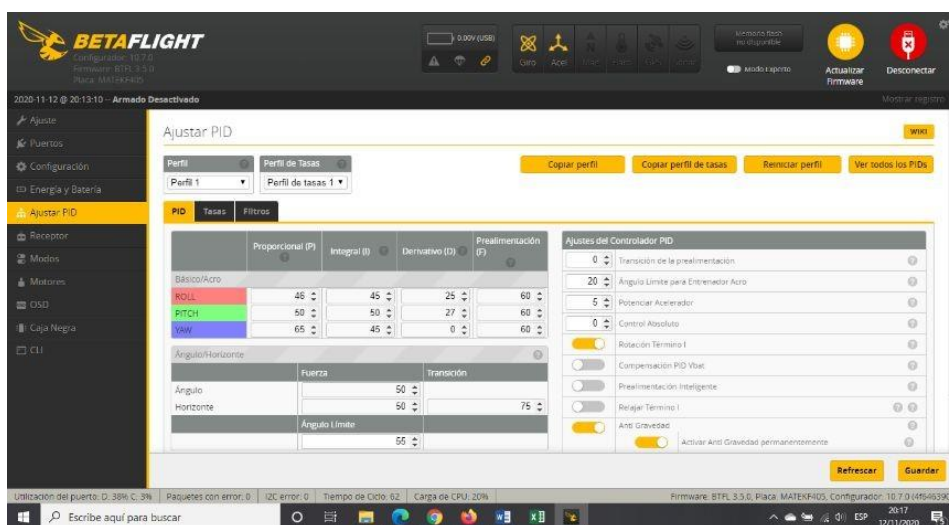 BETAFLIGHT
Configurador: 10.7.0
Firmware: BTFL 3.5.0
Placa: MATEKF405
0.00V (USB)
Giro Acel Mag
Memoria flash
no disponible
Modo Experto
Actualizar
Firmware
Desconectar
2020-11-12 @ 20:13:10 -- Armado Desactivado
Mostrar registro
Ajuste
Puertos
Configuración
Energía y Batería
Ajustar PID
Receptor
Modos
Motores
OSD
Caja Negra
CLI
Ajustar PID
WIKI
Perfil
Perfil de Tasas
Perfil 1
Perfil de tasas 1
Copiar perfil
Copiar perfil de tasas
Reiniciar perfil
Ver todos los PIDs
PID Tasas Filtros
Proporcional (P) Integral (I) Derivativo (D) Prealimentación (F)
Básico/Acro
ROLL 46 45 25 60
PITCH 50 50 27 60
YAW 65 45 0 60
Ángulo/Horizonte
Fuerza Transición
Ángulo 50
Horizonte 50 75
Ángulo Límite
55
Ajustes del Controlador PID
0 Transición de la prealimentación
20 Ángulo Límite para Entrenador Acro
5 Potenciar Acelerador
0 Control Absoluto
Rotación Término I
Compensación PID Vbat
Prealimentación Inteligente
Relajar Término I
Anti Gravedad
Activar Anti Gravedad permanentemente
Refrescar
Guardar
Utilización del puerto: D: 38% C: 3% Paquetes con error: 0 I2C error: 0 Tiempo de Ciclo: 62 Carga de CPU: 20% Firmware: BTFL 3.5.0, Placa: MATEKF405, Configurador: 10.7.0
Escribe aquí para buscar
ESP
20:17
12/11/2020